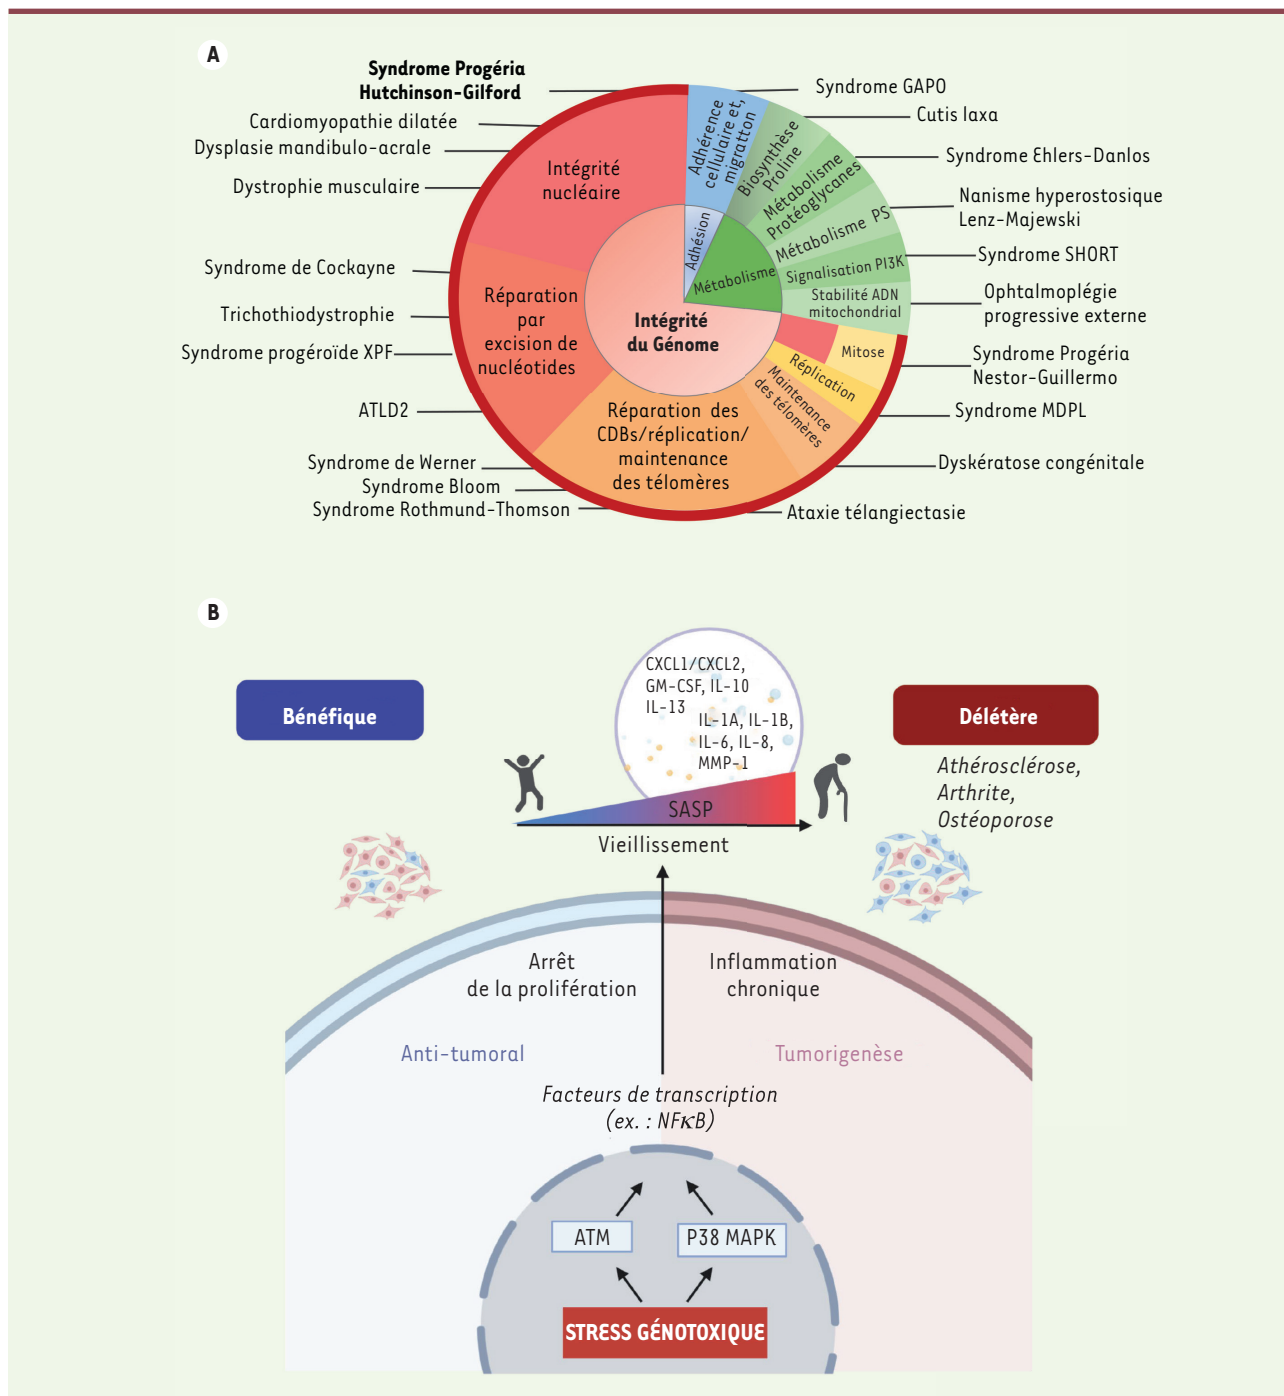 A
Syndrome Progéria
Hutchinson-Gilford
Cardiomyopathie dilatée
Dysplasie mandibulo-acrale
Dystrophie musculaire
Syndrome de Cockayne
Trichothiodystrophie
Syndrome progéroïde XPF
ATLD2
Syndrome de Werner
Syndrome Bloom
Syndrome Rothmund-Thomson
Syndrome GAPO
Cutis laxa
Syndrome Ehlers-Danlos
Nanisme hyperostosique
Lenz-Majewski
Syndrome SHORT
Ophtalmoplégie
progressive externe
Syndrome Progéria
Nestor-Guillermo
Syndrome MDPL
Dyskératose congénitale
Ataxie télangiectasie
Intégrité
nucléaire
Réparation
par
excision de
nucléotides
Réparation des
CDBs/réplication/
maintenance
des télomères
Maintenance
des télomères
Réplication
Mitose
Stabilité ADN
mitochondrial
Signalisation PI3K
Métabolisme PS
Métabolisme
Protéoglycanes
Biosynthèse
Proline
Adhérence
cellulaire et,
migratton
Adhésion
Métabolisme
Intégrité
du Génome
B
Bénéfique
CXCL1/CXCL2,
GM-CSF, IL-10
IL-13
IL-1A, IL-1B,
IL-6, IL-8,
MMP-1
Délétère
Athérosclérose,
Arthrite,
Ostéoporose
SASP
Vieillissement
Arrêt
de la prolifération
Inflammation
chronique
Anti-tumoral
Tumorigenèse
Facteurs de transcription
(ex. : NFκB)
ATM
P38 MAPK
STRESS GÉNOTOXIQUE